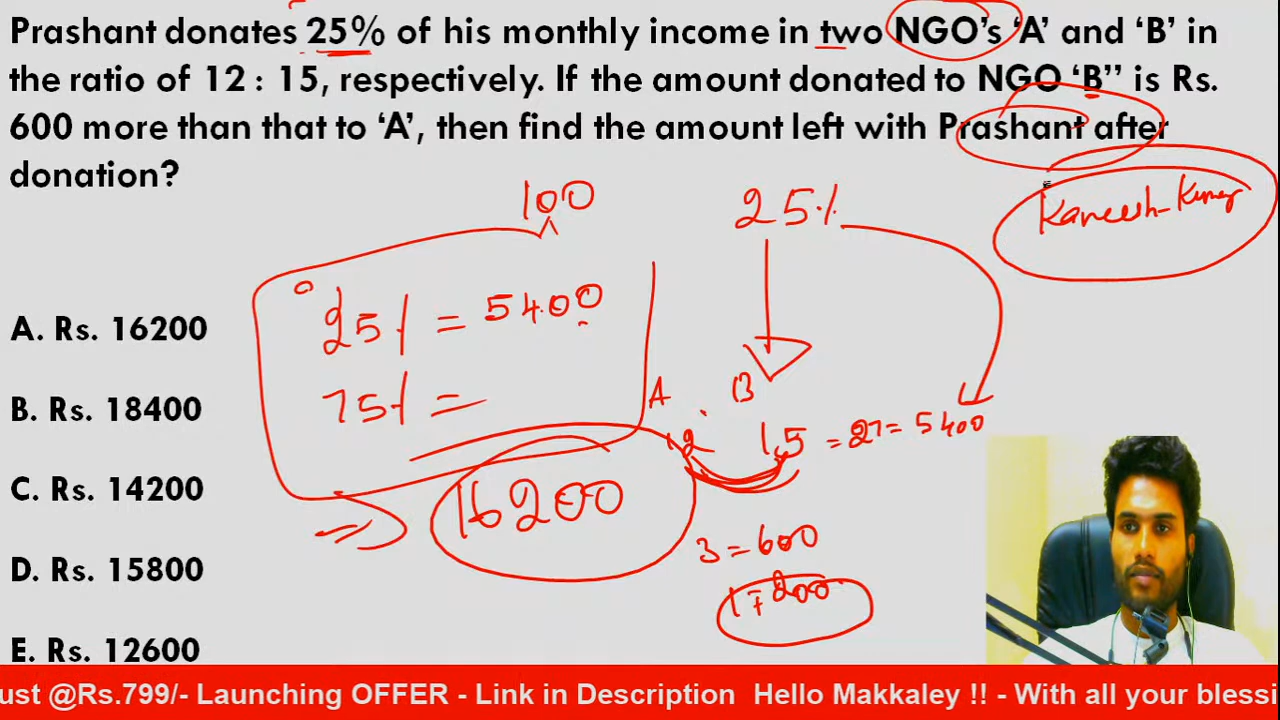 Prashant donates 25% of his monthly income in two NGO's 'A' and 'B' in
the ratio of 12 : 15, respectively. If the amount donated to NGO 'B'' is Rs.
600 more than that to 'A', then find the amount left with Prashant after
donation?
100
25%
Kaneesh-Kumar
25% = 5400
75% =
A B
12 15 = 27 = 5400
16200
3 = 600
1 = 200
A. Rs. 16200
B. Rs. 18400
C. Rs. 14200
D. Rs. 15800
E. Rs. 12600
ust @Rs.799/- Launching OFFER - Link in Description Hello Makkaley !! - With all your blessi